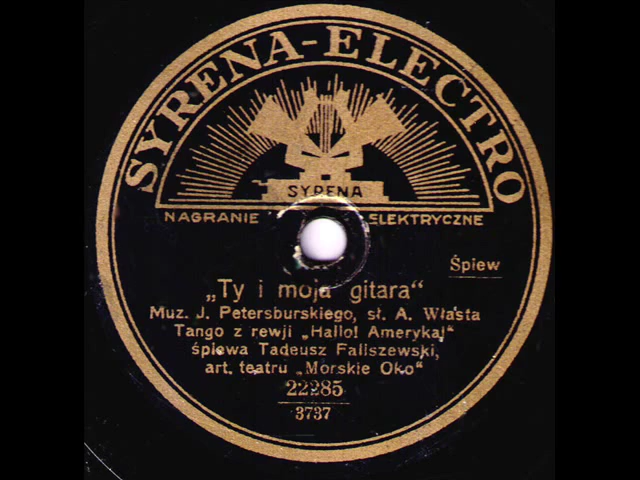 SYRENA-ELECTRO
SYRENA
NAGRANIE ELEKTRYCZNE
Śpiew
„Ty i moja gitara“
Muz. J. Petersburskiego, sł. A. Własta
Tango z rewji „Hallo! Ameryka!“
śpiewa Tadeusz Faliszewski,
art. teatru „Morskie Oko“
22285
3737